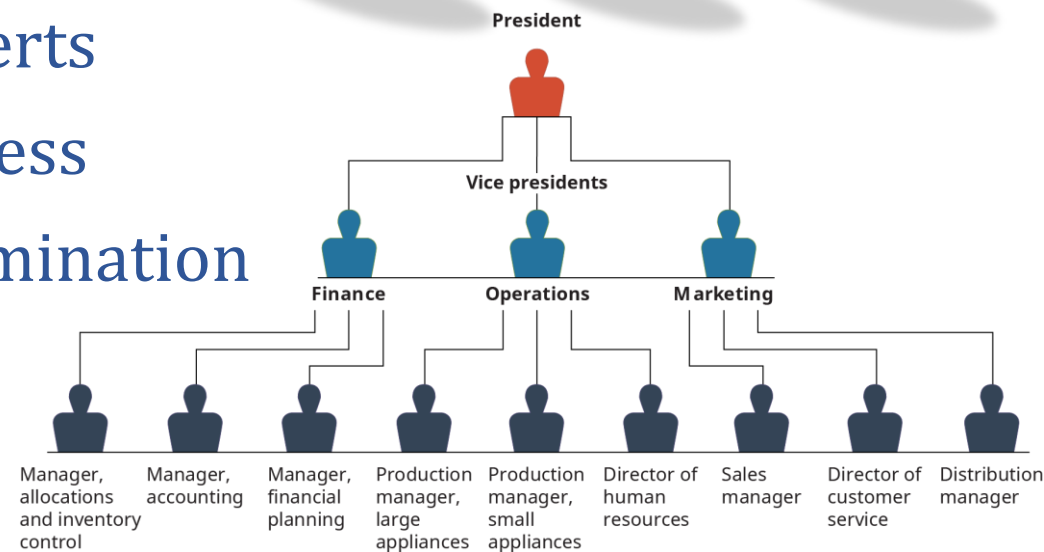 President
erts
ess
Vice presidents
mination
Finance
Operations
Marketing
Manager,
allocations
and inventory
control
Manager,
accounting
Manager,
financial
planning
Production
manager,
large
appliances
Production
manager,
small
appliances
Director of
human
resources
Sales
manager
Director of
customer
service
Distribution
manager